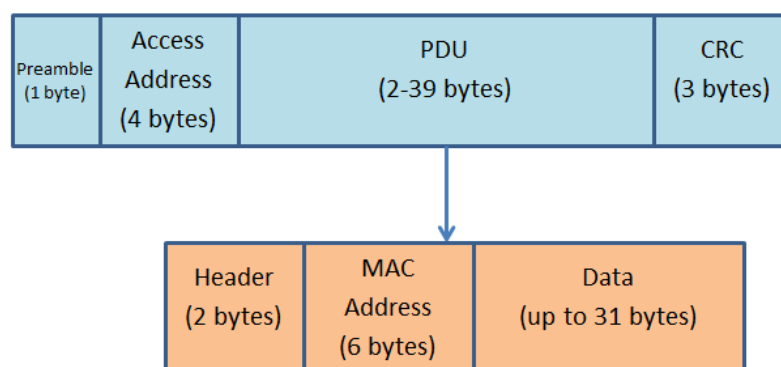 Preamble
(1 byte)
Access
Address
(4 bytes)
PDU
(2-39 bytes)
CRC
(3 bytes)
Header
(2 bytes)
MAC
Address
(6 bytes)
Data
(up to 31 bytes)